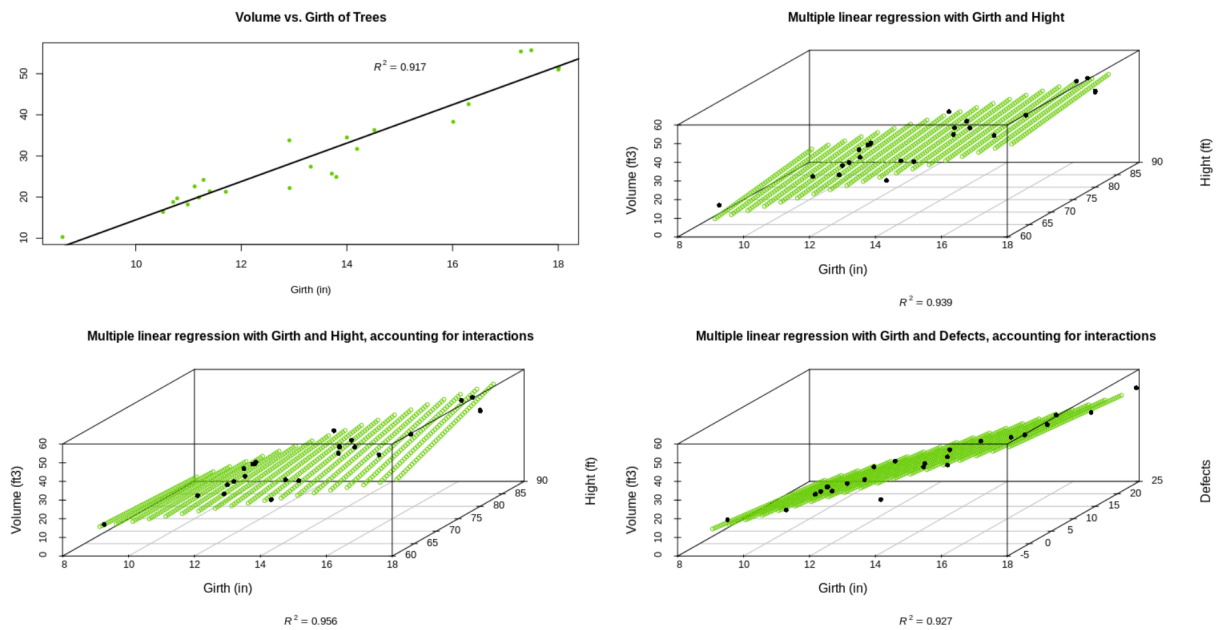 Volume vs. Girth of Trees
R² = 0.917
50
40
30
20
10
10 12 14 16 18
Girth (in)
Multiple linear regression with Girth and Hight
Volume (ft3)
60
50
40
30
20
10
0
8 10 12 14 16 18
60 65 70 75 80 85 90
Girth (in)
Hight (ft)
R² = 0.939
Multiple linear regression with Girth and Hight, accounting for interactions
Volume (ft3)
60
50
40
30
20
10
0
8 10 12 14 16 18
60 65 70 75 80 85 90
Girth (in)
Hight (ft)
R² = 0.956
Multiple linear regression with Girth and Defects, accounting for interactions
Volume (ft3)
60
50
40
30
20
10
0
8 10 12 14 16 18
-5 0 5 10 15 20 25
Girth (in)
Defects
R² = 0.927